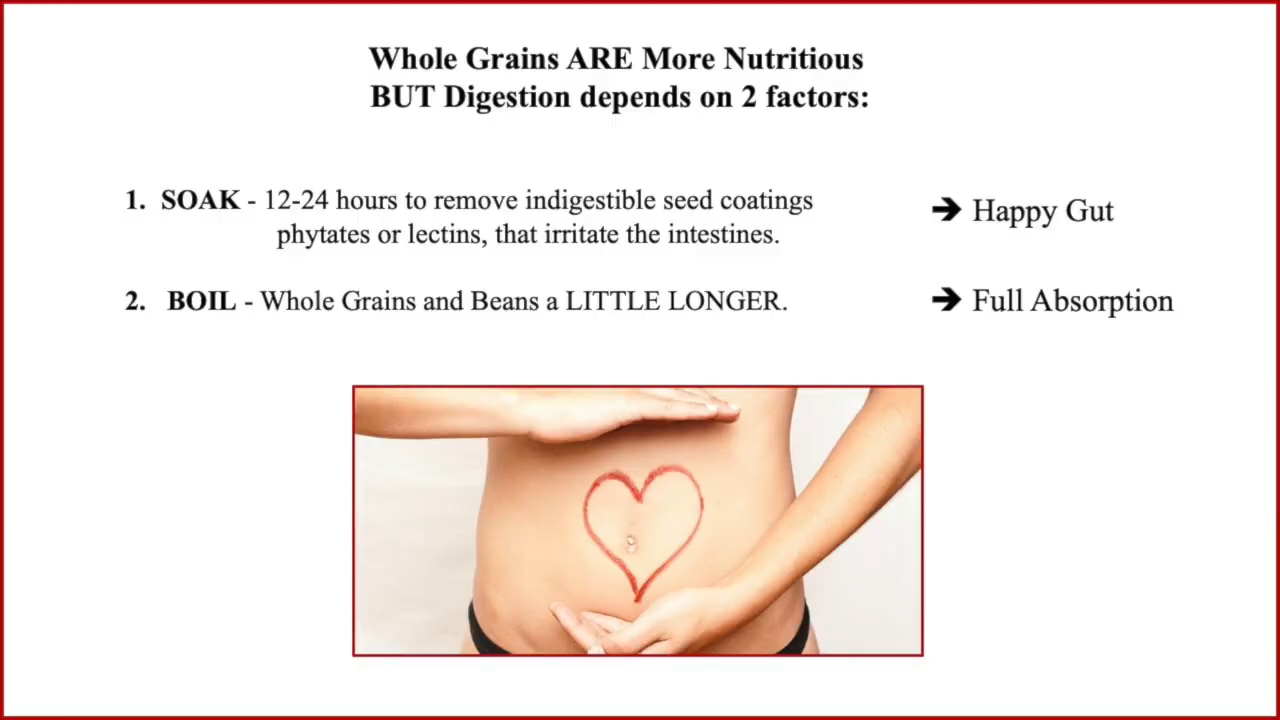 Whole Grains ARE More Nutritious
BUT Digestion depends on 2 factors:
1. SOAK - 12-24 hours to remove indigestible seed coatings
phytates or lectins, that irritate the intestines.
➔ Happy Gut
2. BOIL - Whole Grains and Beans a LITTLE LONGER.
➔ Full Absorption